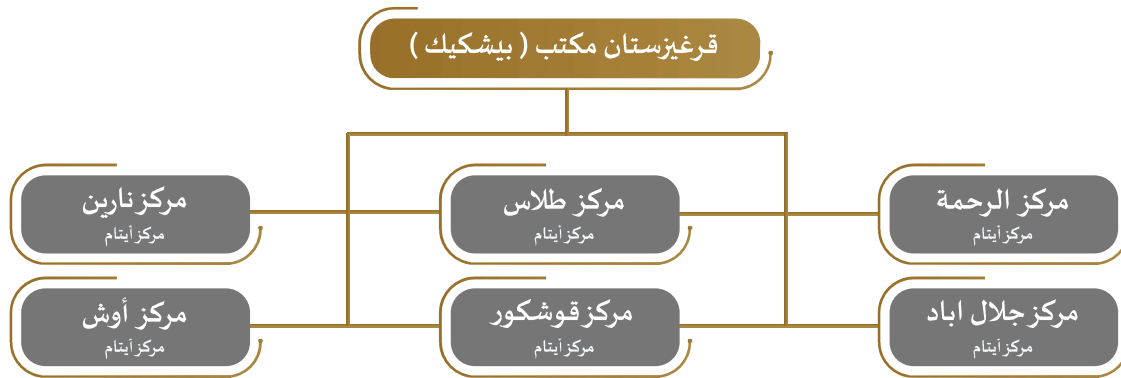 قرغيزستان مكتب ( بيشكيك )
مركز الرحمة
مركز أيتام
مركز طلاس
مركز أيتام
مركز نارين
مركز أيتام
مركز جلال اباد
مركز أيتام
مركز قوشكور
مركز أيتام
مركز أوش
مركز أيتام